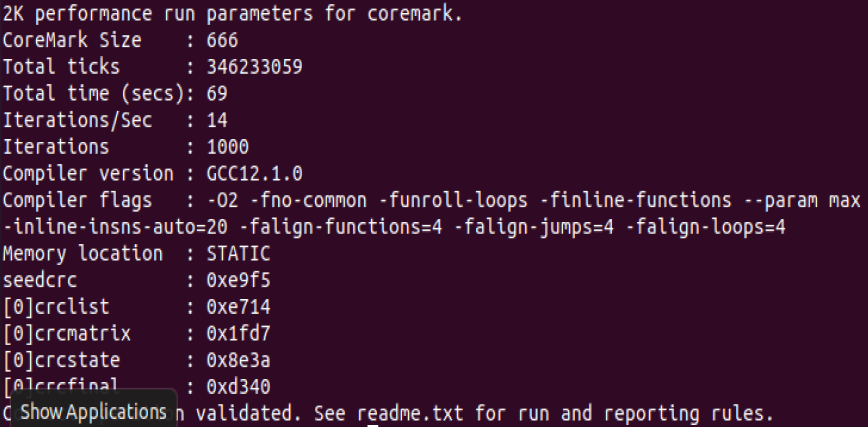 2K performance run parameters for coremark.
CoreMark Size    : 666
Total ticks      : 346233059
Total time (secs): 69
Iterations/Sec   : 14
Iterations       : 1000
Compiler version : GCC12.1.0
Compiler flags   : -O2 -fno-common -funroll-loops -finline-functions --param max
-inline-insns-auto=20 -falign-functions=4 -falign-jumps=4 -falign-loops=4
Memory location  : STATIC
seedcrc          : 0xe9f5
[0]crclist       : 0xe714
[0]crcmatrix     : 0x1fd7
[0]crcstate      : 0x8e3a
[0]crcfinal      : 0xd340
Show Applications
validated. See readme.txt for run and reporting rules.